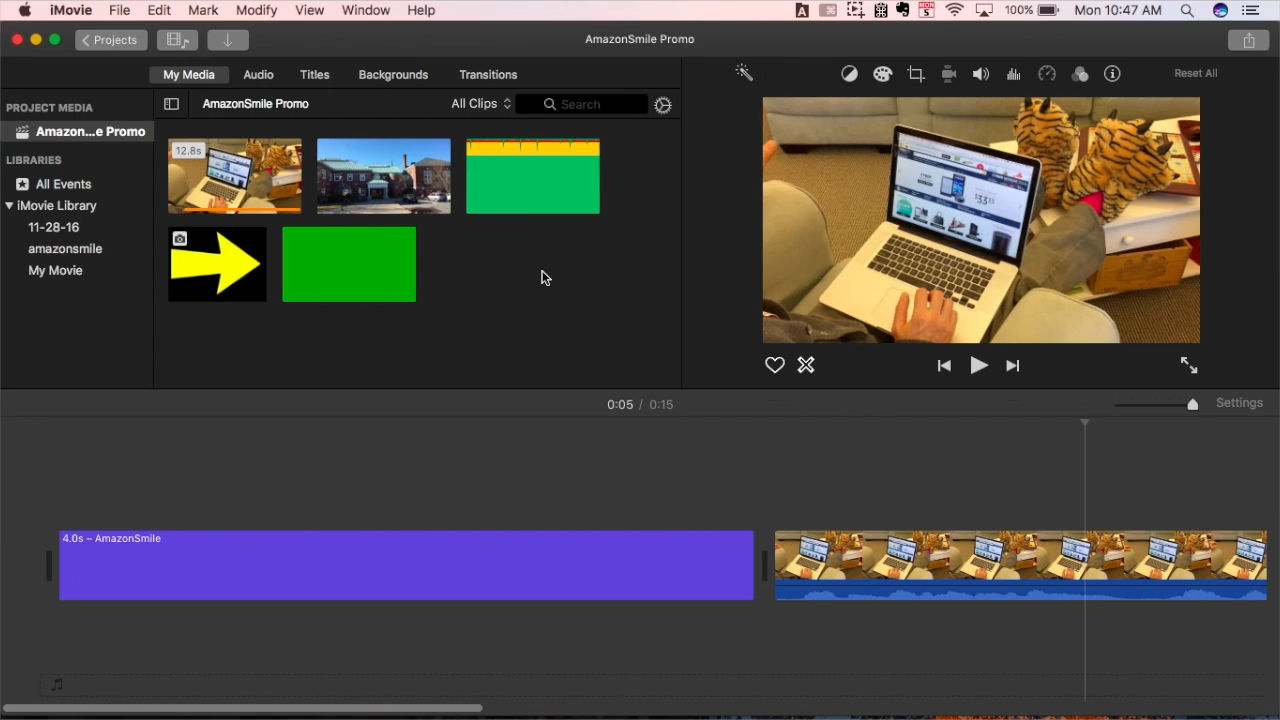 iMovie File Edit Mark Modify View Window Help 100% Mon 10:47 AM
Projects AmazonSmile Promo
My Media Audio Titles Backgrounds Transitions Reset All
PROJECT MEDIA AmazonSmile Promo All Clips Search
Amazon...e Promo
LIBRARIES
All Events
iMovie Library
11-28-16
amazonsmile
My Movie
12.8s
0:05 / 0:15 Settings
4.0s – AmazonSmile